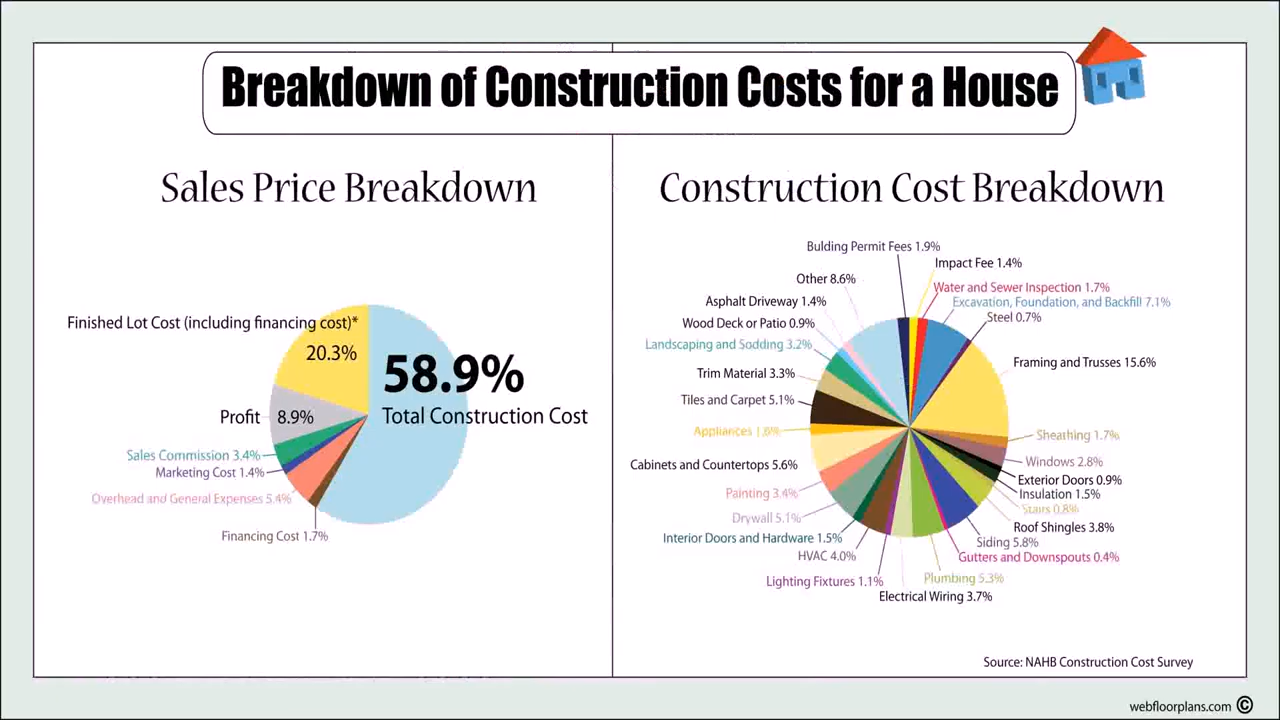 Breakdown of Construction Costs for a House
Sales Price Breakdown
Finished Lot Cost (including financing cost)*
20.3%
58.9%
Total Construction Cost
Profit
8.9%
Sales Commission 3.4%
Marketing Cost 1.4%
Overhead and General Expenses 5.4%
Financing Cost 1.7%
Construction Cost Breakdown
Bulding Permit Fees 1.9%
Impact Fee 1.4%
Water and Sewer Inspection 1.7%
Excavation, Foundation, and Backfill 7.1%
Steel 0.7%
Framing and Trusses 15.6%
Sheathing 1.7%
Windows 2.8%
Exterior Doors 0.9%
Insulation 1.5%
Stairs 0.8%
Roof Shingles 3.8%
Siding 5.8%
Gutters and Downspouts 0.4%
Plumbing 5.3%
Electrical Wiring 3.7%
Lighting Fixtures 1.1%
HVAC 4.0%
Interior Doors and Hardware 1.5%
Drywall 5.1%
Painting 3.4%
Cabinets and Countertops 5.6%
Appliances 1.6%
Tiles and Carpet 5.1%
Trim Material 3.3%
Landscaping and Sodding 3.2%
Wood Deck or Patio 0.9%
Asphalt Driveway 1.4%
Other 8.6%
Source: NAHB Construction Cost Survey
webfloorplans.com ©